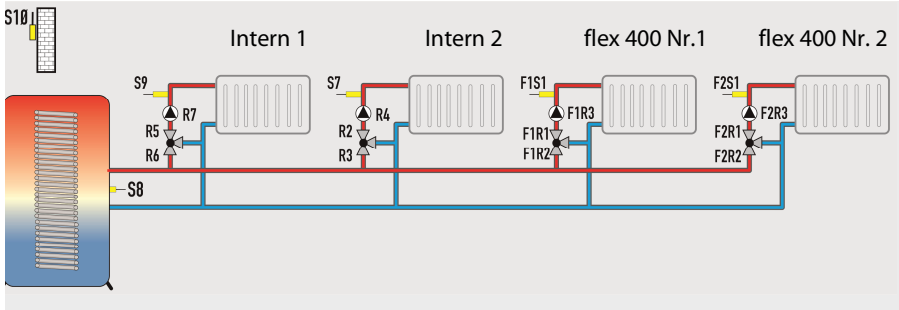 S10
Intern 1
Intern 2
flex 400 Nr.1
flex 400 Nr. 2
S9
R7
R5
R6
S7
R4
R2
R3
F1S1
F1R3
F1R1
F1R2
F2S1
F2R3
F2R1
F2R2
S8